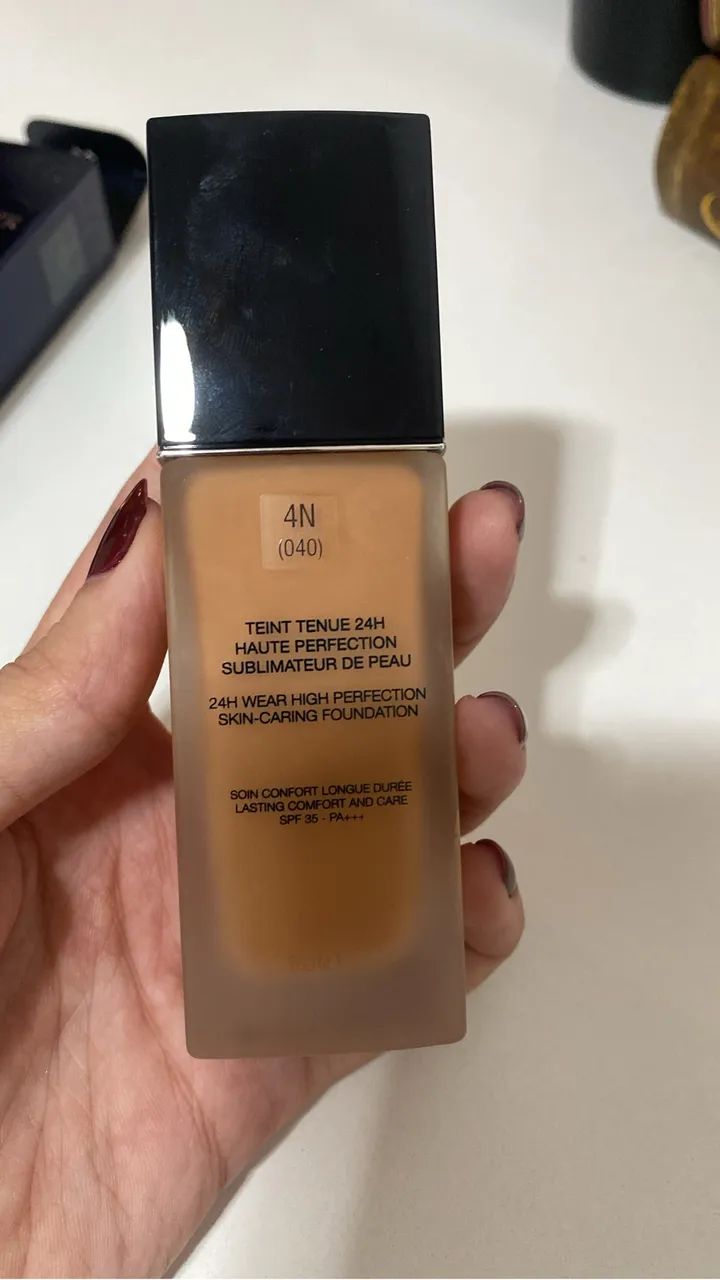 4N
(040)
TEINT TENUE 24H
HAUTE PERFECTION
SUBLIMATEUR DE PEAU
24H WEAR HIGH PERFECTION
SKIN-CARING FOUNDATION
SOIN CONFORT LONGUE DURÉE
LASTING COMFORT AND CARE
SPF 35 - PA+++